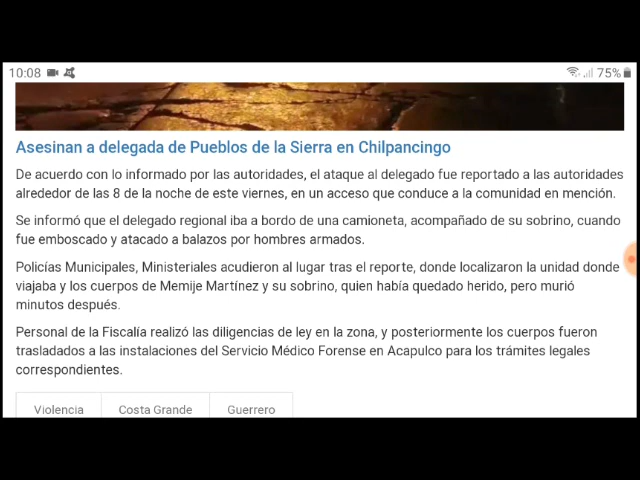 10:08 75%
Asesinan a delegada de Pueblos de la Sierra en Chilpancingo
De acuerdo con lo informado por las autoridades, el ataque al delegado fue reportado a las autoridades
alrededor de las 8 de la noche de este viernes, en un acceso que conduce a la comunidad en mención.
Se informó que el delegado regional iba a bordo de una camioneta, acompañado de su sobrino, cuando
fue emboscado y atacado a balazos por hombres armados.
Policías Municipales, Ministeriales acudieron al lugar tras el reporte, donde localizaron la unidad donde
viajaba y los cuerpos de Memije Martínez y su sobrino, quien había quedado herido, pero murió
minutos después.
Personal de la Fiscalía realizó las diligencias de ley en la zona, y posteriormente los cuerpos fueron
trasladados a las instalaciones del Servicio Médico Forense en Acapulco para los trámites legales
correspondientes.
Violencia Costa Grande Guerrero